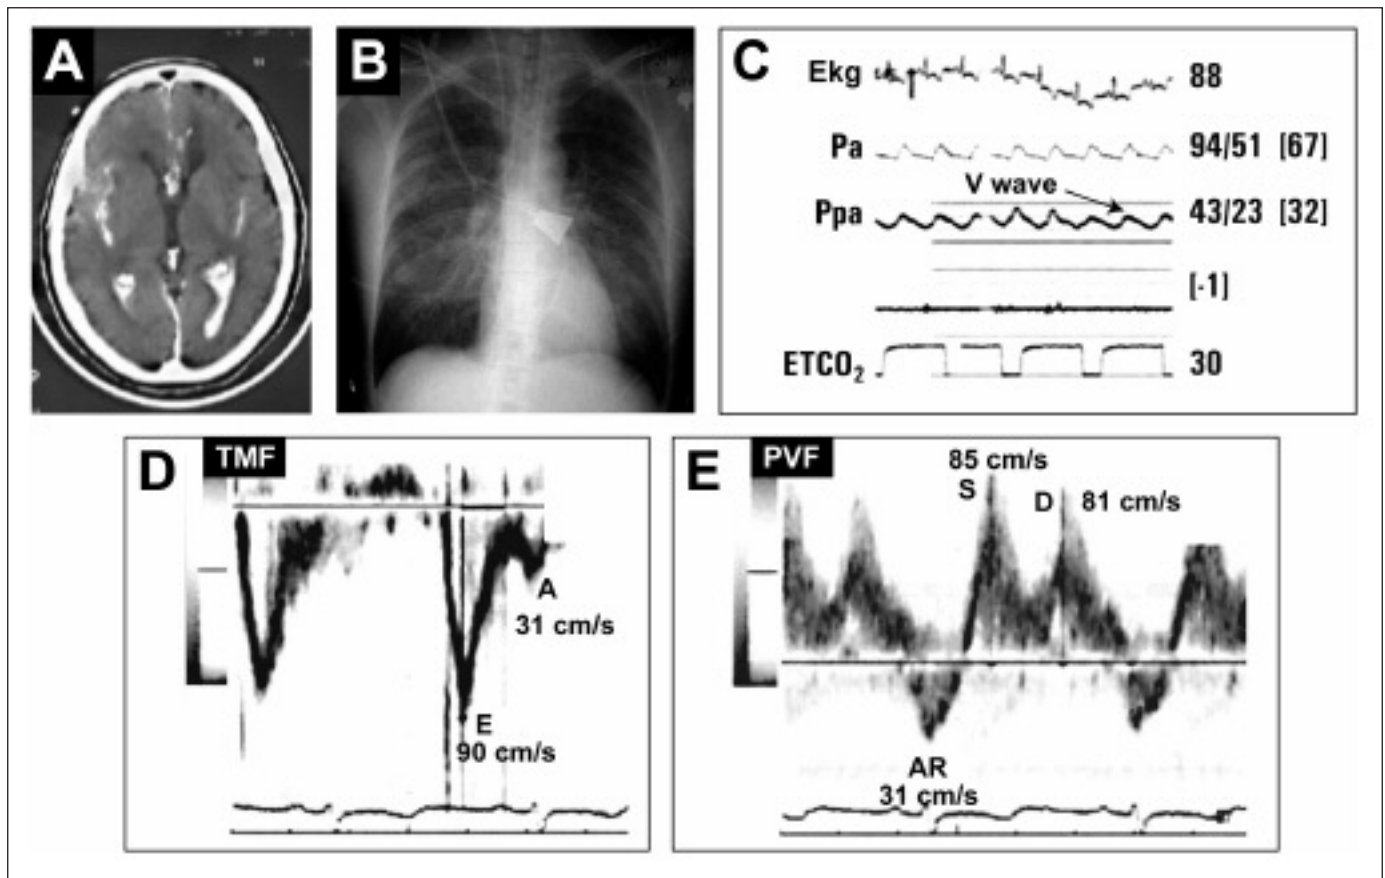 A
B
C
Ekg
88
Pa
94/51 [67]
V wave
Ppa
43/23 [32]
[-1]
ETCO2
30
D
TMF
A
31 cm/s
E
90 cm/s
E
PVF
85 cm/s
S
D
81 cm/s
AR
31 cm/s